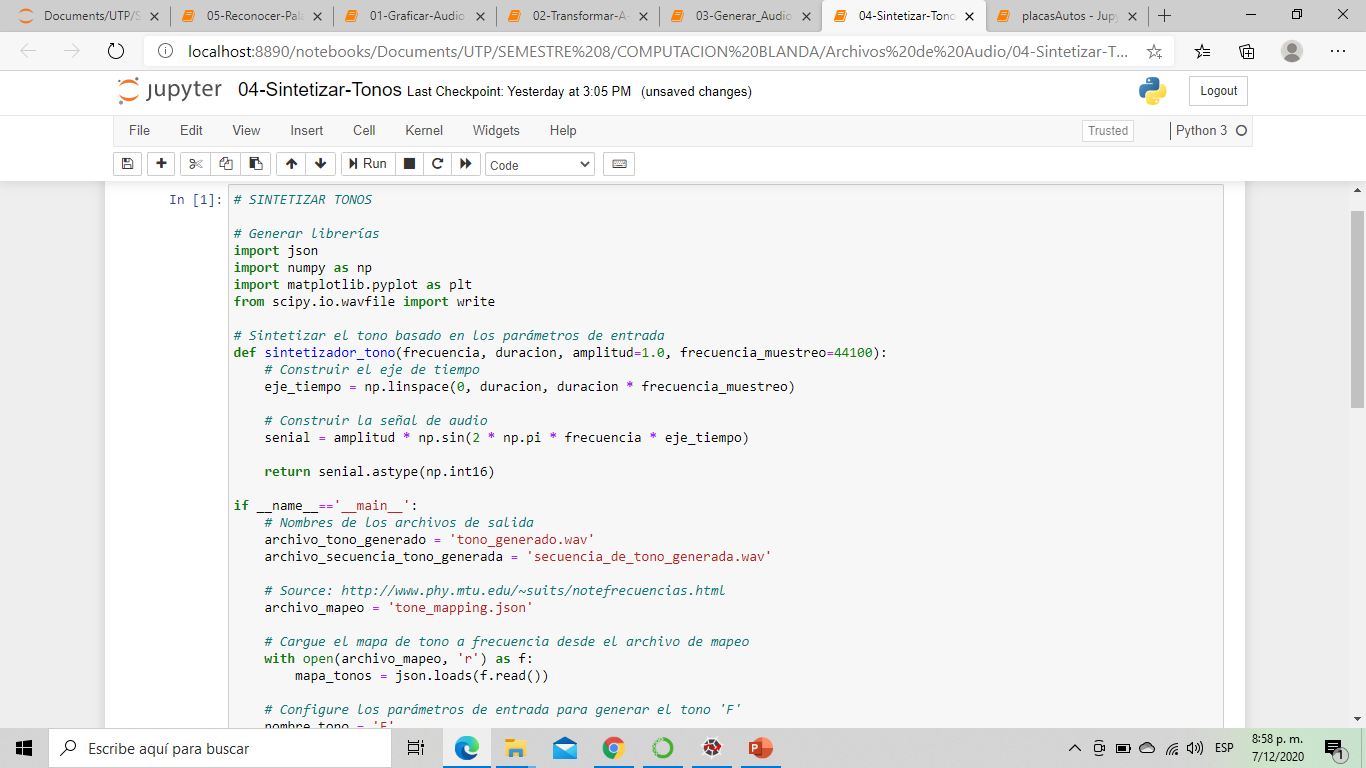 Documents/UTP/S
05-Reconocer-Pala
01-Graficar-Audio
02-Transformar-A
03-Generar_Audio
04-Sintetizar-Tono
placasAutos - Jupy
localhost:8890/notebooks/Documents/UTP/SEMESTRE%208/COMPUTACION%20BLANDA/Archivos%20de%20Audio/04-Sintetizar-T...
jupyter 04-Sintetizar-Tonos Last Checkpoint: Yesterday at 3:05 PM (unsaved changes)
Logout
File Edit View Insert Cell Kernel Widgets Help
Trusted
Python 3
Run
Code
In [1]:
# SINTETIZAR TONOS
# Generar librerías
import json
import numpy as np
import matplotlib.pyplot as plt
from scipy.io.wavfile import write
# Sintetizar el tono basado en los parámetros de entrada
def sintetizador_tono(frecuencia, duracion, amplitud=1.0, frecuencia_muestreo=44100):
# Construir el eje de tiempo
eje_tiempo = np.linspace(0, duracion, duracion * frecuencia_muestreo)
# Construir la señal de audio
senial = amplitud * np.sin(2 * np.pi * frecuencia * eje_tiempo)
return senial.astype(np.int16)
if __name__=='__main__':
# Nombres de los archivos de salida
archivo_tono_generado = 'tono_generado.wav'
archivo_secuencia_tono_generada = 'secuencia_de_tono_generada.wav'
# Source: http://www.phy.mtu.edu/~suits/notefrecuencias.html
archivo_mapeo = 'tone_mapping.json'
# Cargue el mapa de tono a frecuencia desde el archivo de mapeo
with open(archivo_mapeo, 'r') as f:
mapa_tonos = json.loads(f.read())
# Configure los parámetros de entrada para generar el tono 'F'
nombre_tono = 'F'
Escribe aquí para buscar
ESP
8:58 p. m.
7/12/2020
1